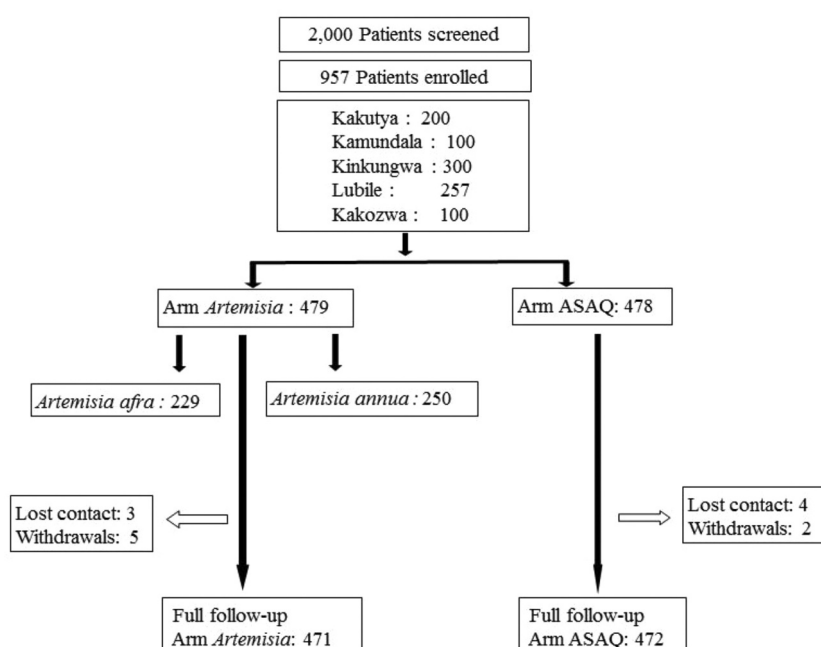 2,000 Patients screened
957 Patients enrolled
Kakutya : 200
Kamundala : 100
Kinkungwa : 300
Lubile : 257
Kakozwa : 100
Arm Artemisia : 479
Arm ASAQ: 478
Artemisia afra : 229
Artemisia annua : 250
Lost contact: 3
Withdrawals: 5
Lost contact: 4
Withdrawals: 2
Full follow-up
Arm Artemisia: 471
Full follow-up
Arm ASAQ: 472